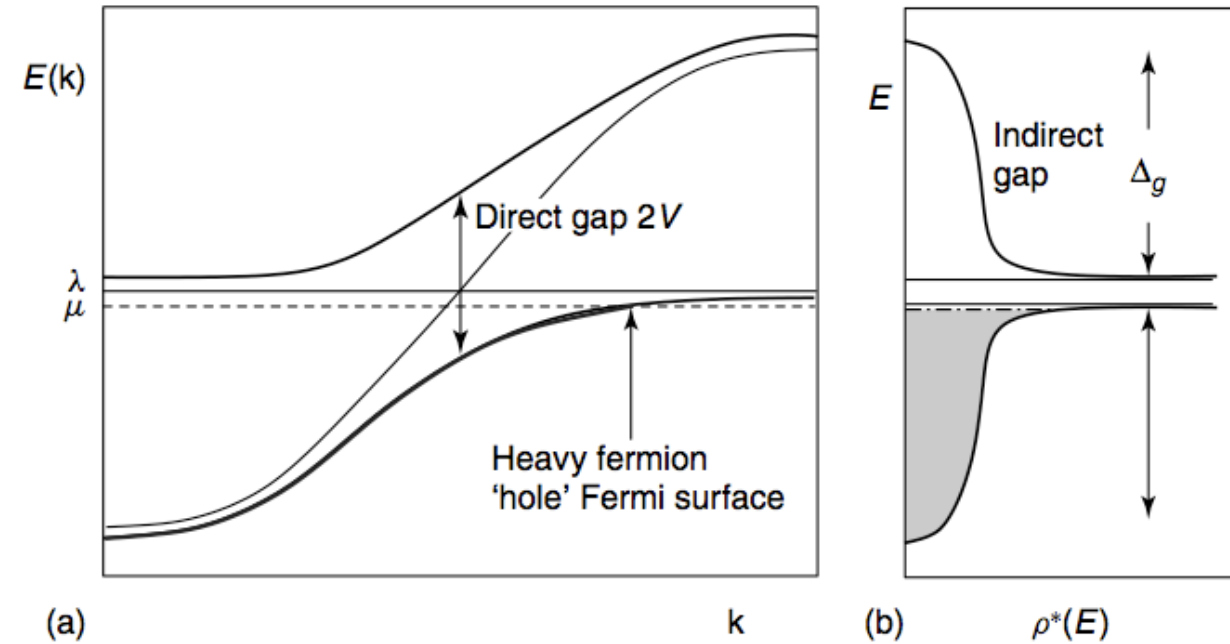 E(k)
λ
μ
Direct gap 2V
Heavy fermion
‘hole’ Fermi surface
(a)
k
E
Indirect
gap
Δg
(b)
ρ*(E)